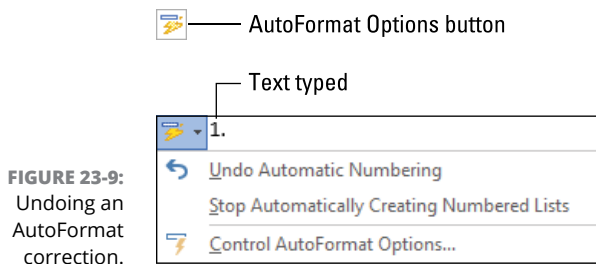 AutoFormat Options button
Text typed
1.
Undo Automatic Numbering
Stop Automatically Creating Numbered Lists
Control AutoFormat Options...
FIGURE 23-9:
Undoing an
AutoFormat
correction.